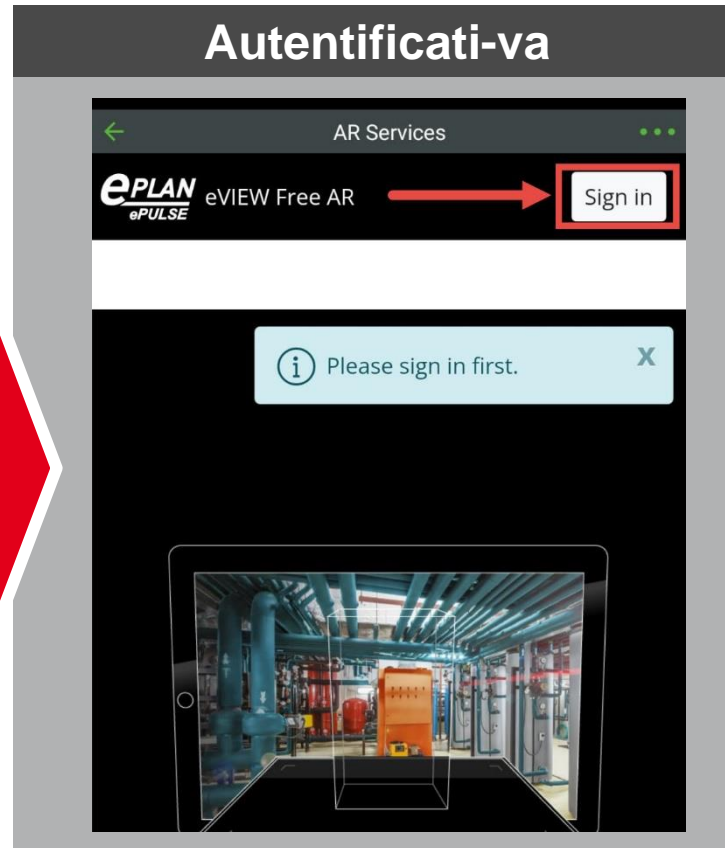 Autentificati-va
AR Services
ePLAN
ePULSE
eVIEW Free AR
Sign in
Please sign in first.
X